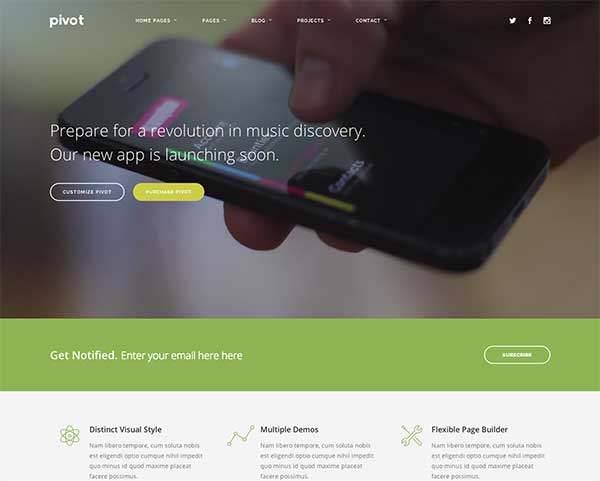 pivot
HOME PAGES PAGES BLOG PROJECTS CONTACT
Prepare for a revolution in music discovery.
Our new app is launching soon.
CUSTOMIZE PIVOT PURCHASE PIVOT
Contacts
Get Notified. Enter your email here here
SUBSCRIBE
Distinct Visual Style
Nam libero tempore, cum soluta nobis
est eligendi optio cumque nihil impedit
quo minus id quod maxime placeat
facere possimus.
Multiple Demos
Nam libero tempore, cum soluta nobis
est eligendi optio cumque nihil impedit
quo minus id quod maxime placeat
facere possimus.
Flexible Page Builder
Nam libero tempore, cum soluta nobis
est eligendi optio cumque nihil impedit
quo minus id quod maxime placeat
facere possimus.